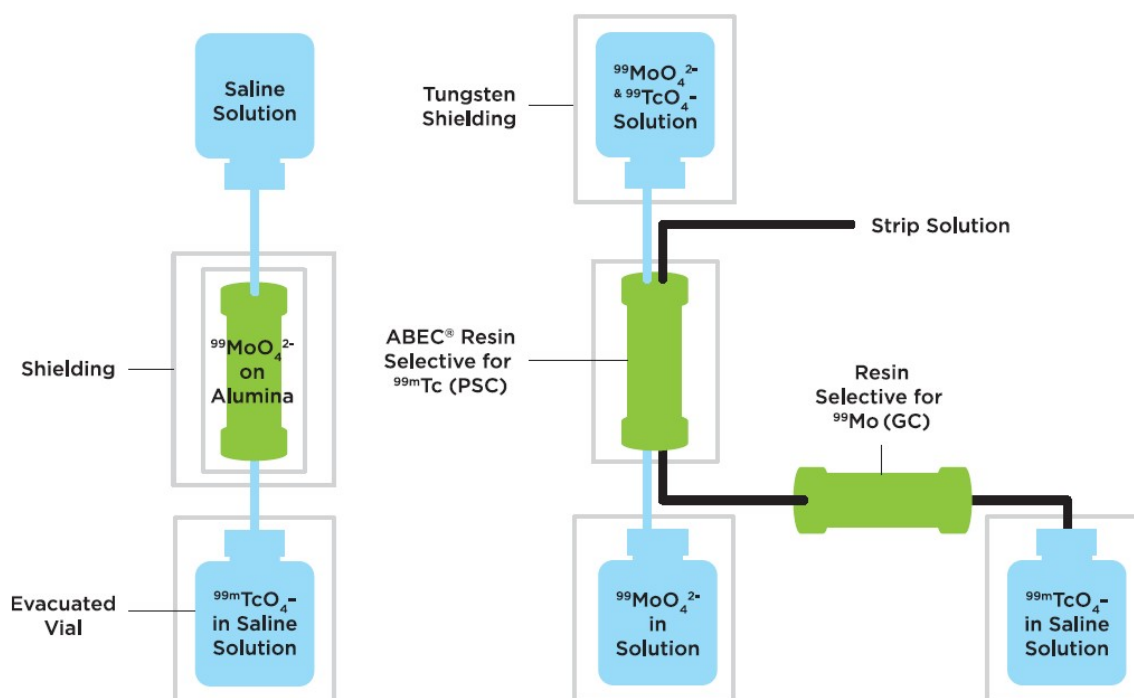 Saline
Solution
Shielding
⁹⁹MoO₄²⁻
on
Alumina
Evacuated
Vial
⁹⁹ᵐTcO₄–
in Saline
Solution
Tungsten
Shielding
⁹⁹MoO₄²⁻
& ⁹⁹TcO₄–
Solution
Strip Solution
ABEC® Resin
Selective for
⁹⁹ᵐTc (PSC)
Resin
Selective for
⁹⁹Mo (GC)
⁹⁹MoO₄²⁻
in
Solution
⁹⁹ᵐTcO₄–
in Saline
Solution